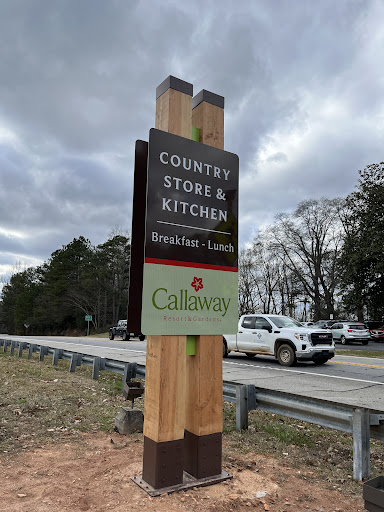 COUNTRY
STORE &
KITCHEN
Breakfast - Lunch
Callaway
Resort & Gardens